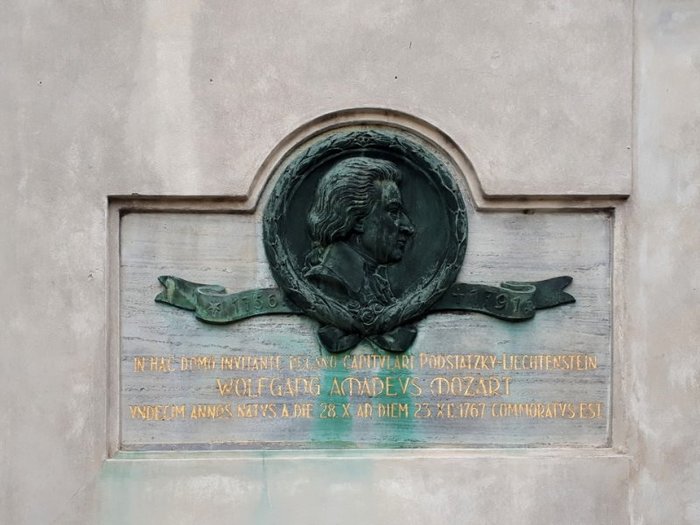 * 1756 † 1791
IN HAC DOMO INVITANTE DECANO CAPITVLARI PODSTATZKY-LIECHTENSTEIN
WOLFGANG AMADEVS MOZART
VNDECIM ANNOS NATVS A DIE 28. X. AD DIEM 23. XII. 1767 COMMORATVS EST.